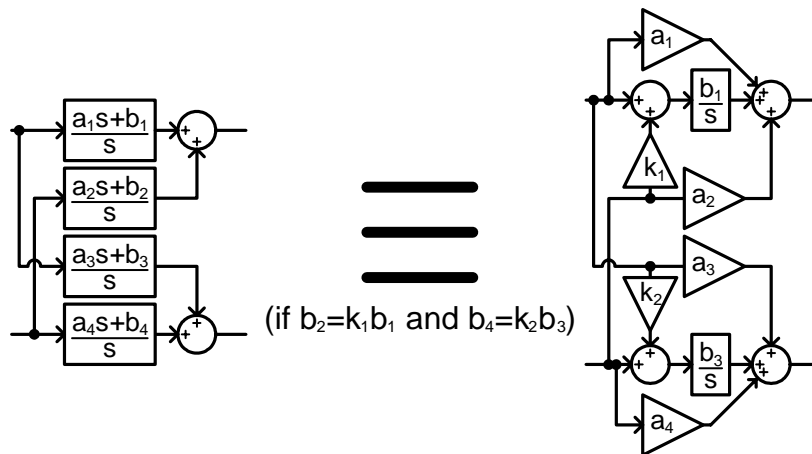 a₁s+b₁
s
+
+
a₂s+b₂
s
a₃s+b₃
s
+
+
a₄s+b₄
s
(if b₂=k₁b₁ and b₄=k₂b₃)
a₁
+
+
b₁
s
+
+
+
k₁
a₂
a₃
k₂
+
+
b₃
s
+
+
+
a₄